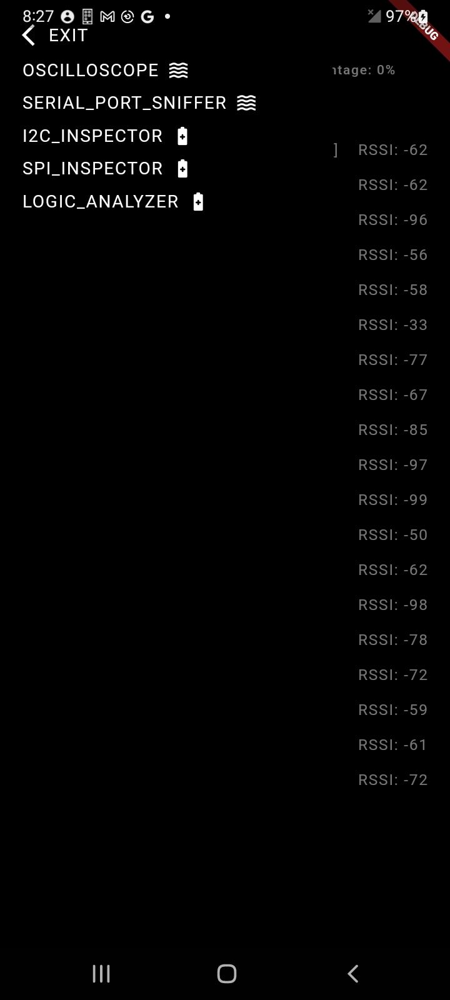 8:27 97%
DEBUG
EXIT
OSCILLOSCOPE
ntage: 0%
SERIAL_PORT_SNIFFER
I2C_INSPECTOR
] RSSI: -62
SPI_INSPECTOR
RSSI: -62
LOGIC_ANALYZER
RSSI: -96
RSSI: -56
RSSI: -58
RSSI: -33
RSSI: -77
RSSI: -67
RSSI: -85
RSSI: -97
RSSI: -99
RSSI: -50
RSSI: -62
RSSI: -98
RSSI: -78
RSSI: -72
RSSI: -59
RSSI: -61
RSSI: -72